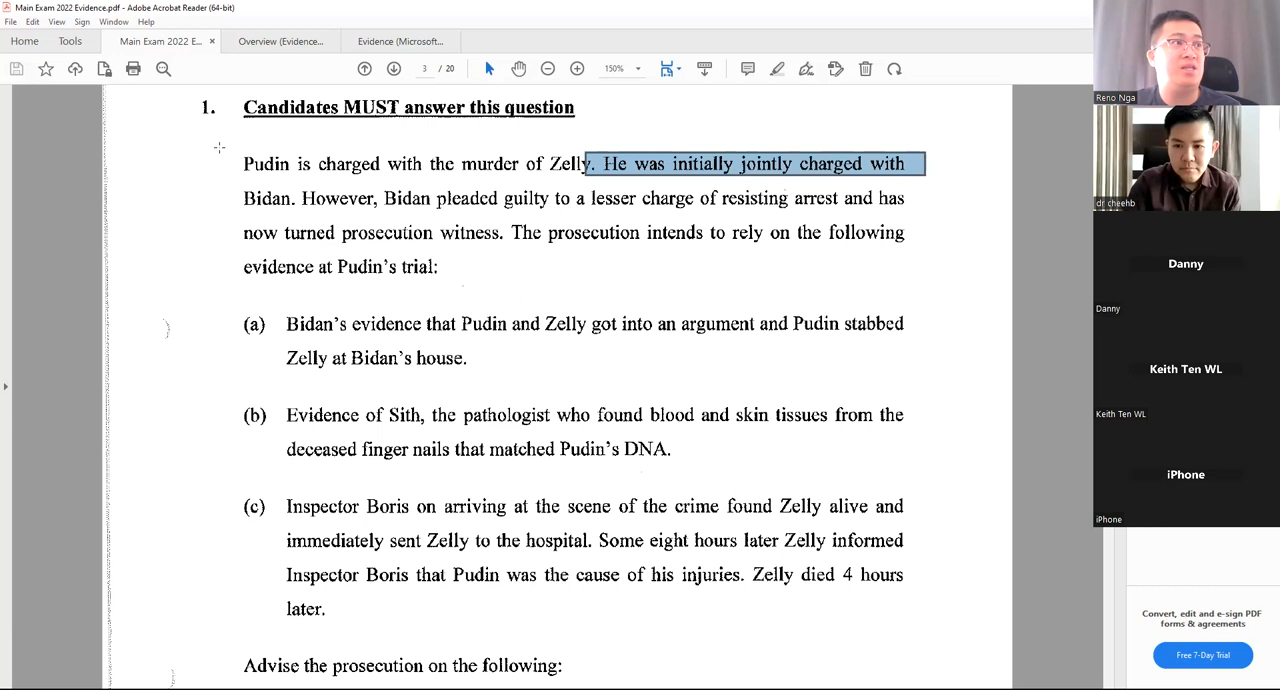 Main Exam 2022 Evidence.pdf - Adobe Acrobat Reader (64-bit)
File Edit View Sign Window Help
Home Tools Main Exam 2022 E... × Overview (Evidence... Evidence (Microsoft...
3 / 20 150%
1. Candidates MUST answer this question
Pudin is charged with the murder of Zelly. He was initially jointly charged with
Bidan. However, Bidan pleaded guilty to a lesser charge of resisting arrest and has
now turned prosecution witness. The prosecution intends to rely on the following
evidence at Pudin's trial:
(a) Bidan's evidence that Pudin and Zelly got into an argument and Pudin stabbed
Zelly at Bidan's house.
(b) Evidence of Sith, the pathologist who found blood and skin tissues from the
deceased finger nails that matched Pudin's DNA.
(c) Inspector Boris on arriving at the scene of the crime found Zelly alive and
immediately sent Zelly to the hospital. Some eight hours later Zelly informed
Inspector Boris that Pudin was the cause of his injuries. Zelly died 4 hours
later.
Advise the prosecution on the following:
Reno Nga
dr cheehb
Danny
Danny
Keith Ten WL
Keith Ten WL
iPhone
iPhone
Convert, edit and e-sign PDF
forms & agreements
Free 7-Day Trial